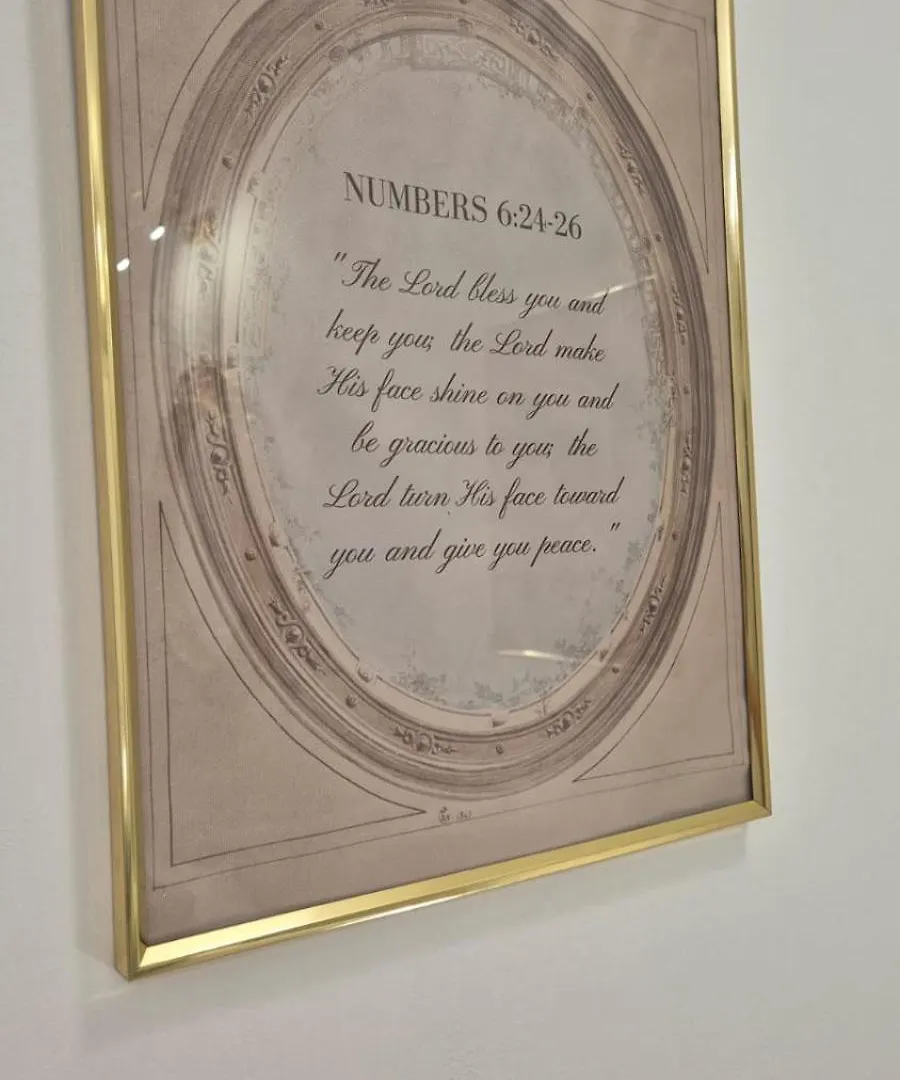 NUMBERS 6:24-26
"The Lord bless you and
keep you; the Lord make
His face shine on you and
be gracious to you; the
Lord turn His face toward
you and give you peace."